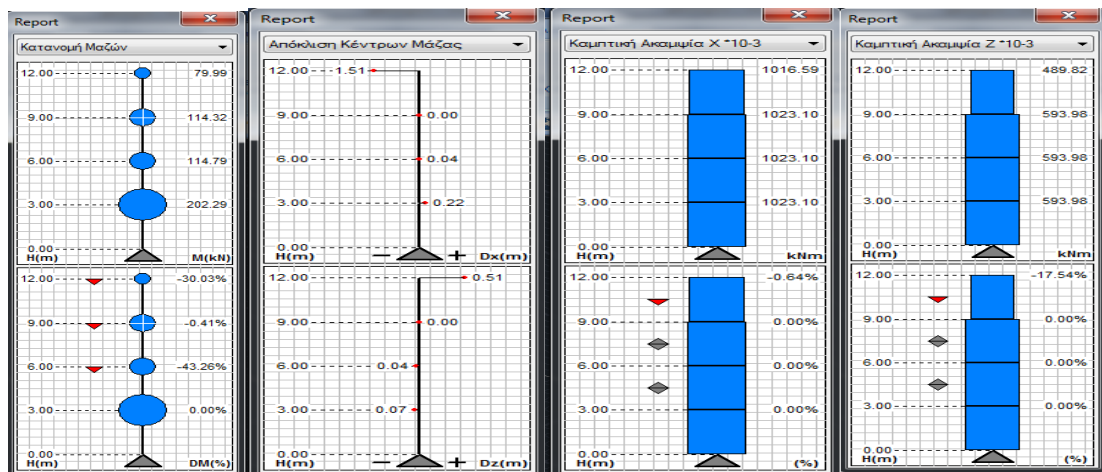 Report
Κατανομή Μαζών
12.00 79.99
9.00 114.32
6.00 114.79
3.00 202.29
0.00
H(m) M(kN)
12.00 -30.03%
9.00 -0.41%
6.00 -43.26%
3.00 0.00%
0.00
H(m) DM(%)
Report
Απόκλιση Κέντρων Μάζας
12.00 -1.51
9.00 0.00
6.00 0.04
3.00 0.22
0.00
H(m) − + Dx(m)
12.00 0.51
9.00 0.00
6.00 0.04
3.00 0.07
0.00
H(m) − + Dz(m)
Report
Καμπτική Ακαμψία X *10-3
12.00 1016.59
9.00 1023.10
6.00 1023.10
3.00 1023.10
0.00
H(m) kNm
12.00 -0.64%
9.00 0.00%
6.00 0.00%
3.00 0.00%
0.00
H(m) (%)
Report
Καμπτική Ακαμψία Z *10-3
12.00 489.82
9.00 593.98
6.00 593.98
3.00 593.98
0.00
H(m) kNm
12.00 -17.54%
9.00 0.00%
6.00 0.00%
3.00 0.00%
0.00
H(m) (%)